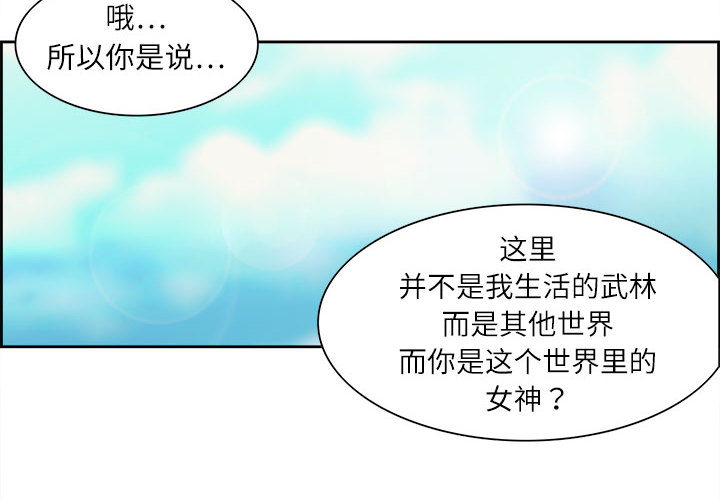 哦...
所以你是说...
这里
并不是我生活的武林
而是其他世界
而你是这个世界里的
女神？